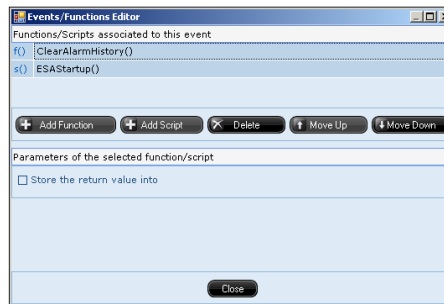 Events/Functions Editor
Functions/Scripts associated to this event
f() ClearAlarmHistory()
s() ESAStartup()
Add Function Add Script Delete Move Up Move Down
Parameters of the selected function/script
Store the return value into
Close